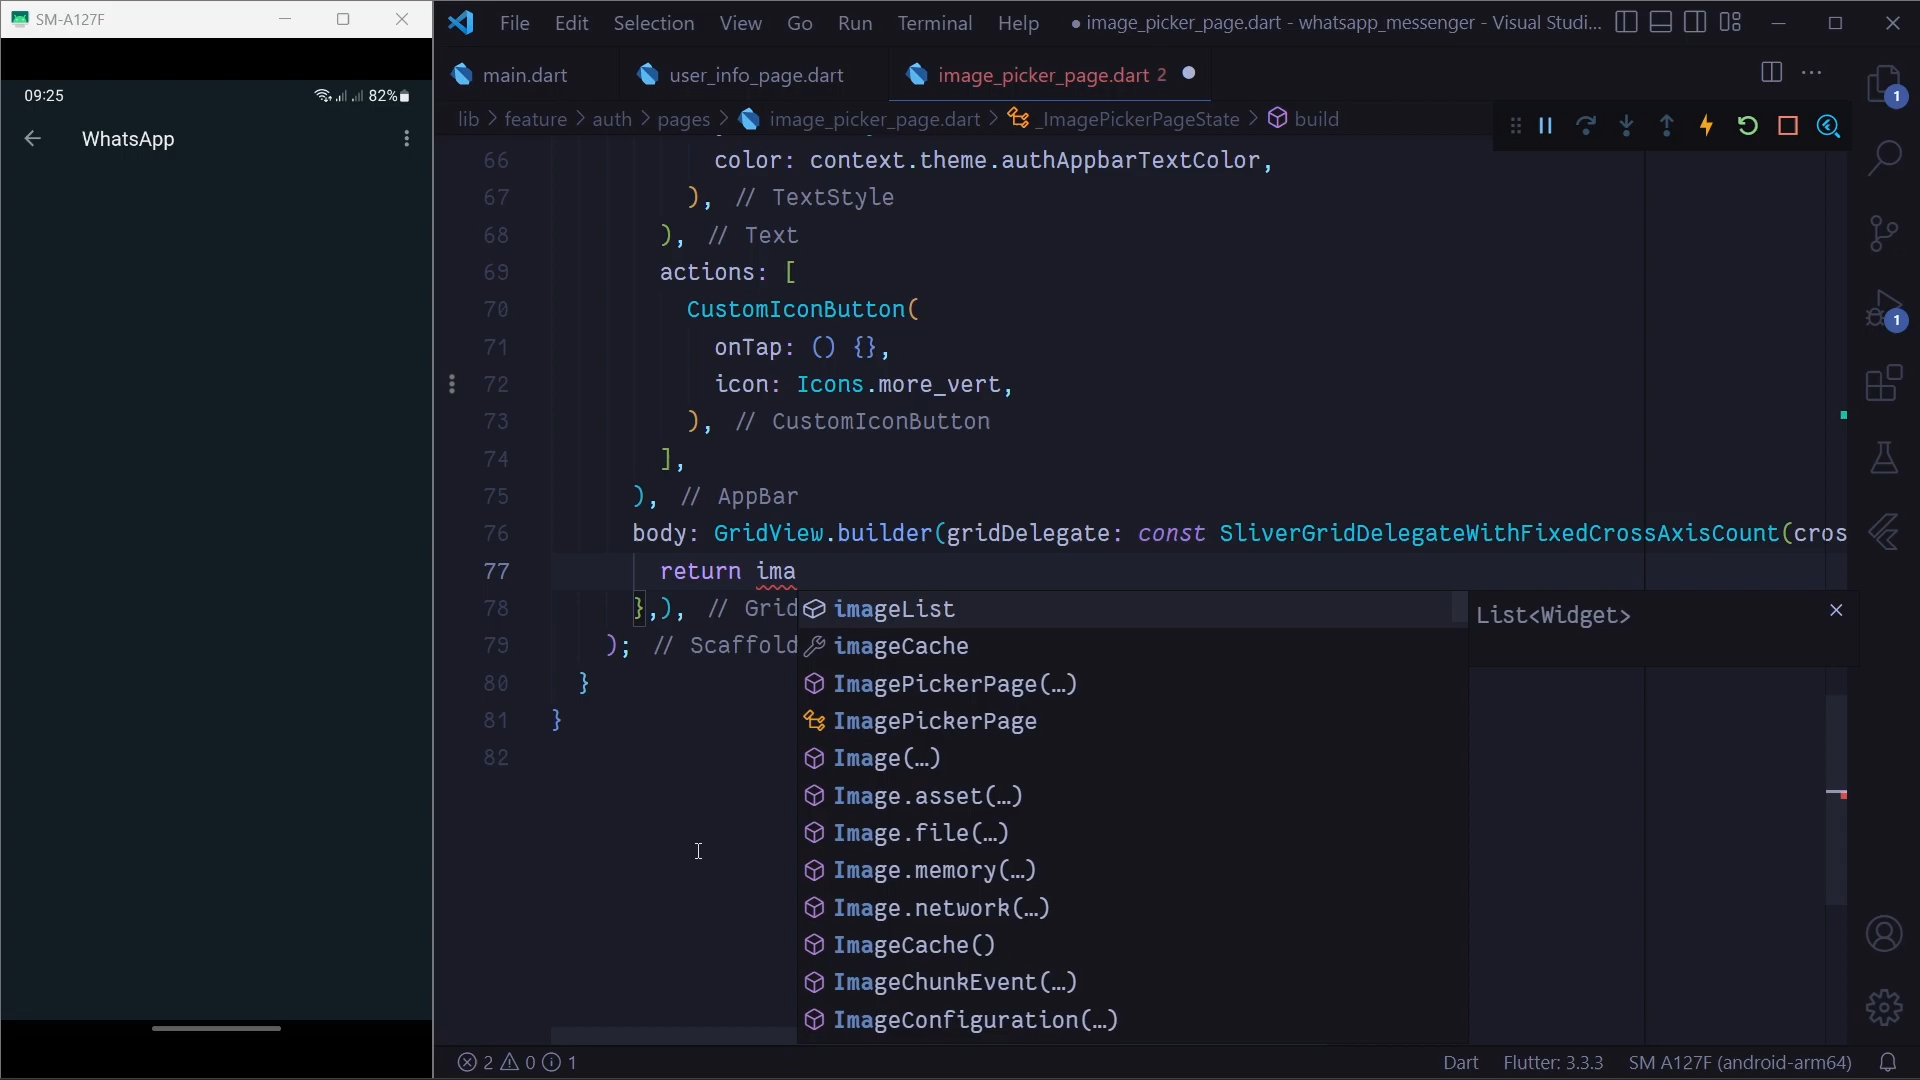 SM-A127F
09:25
82%
WhatsApp
File Edit Selection View Go Run Terminal Help
● image_picker_page.dart - whatsapp_messenger - Visual Studi...
main.dart
user_info_page.dart
image_picker_page.dart 2
lib > feature > auth > pages > image_picker_page.dart > _ImagePickerPageState > build
66 color: context.theme.authAppbarTextColor,
67 ), // TextStyle
68 ), // Text
69 actions: [
70 CustomIconButton(
71 onTap: () {},
72 icon: Icons.more_vert,
73 ), // CustomIconButton
74 ],
75 ), // AppBar
76 body: GridView.builder(gridDelegate: const SliverGridDelegateWithFixedCrossAxisCount(cros
77 return ima
78 },), // Grid
79 ); // Scaffold
80 }
81 }
82
imageList
List<Widget>
imageCache
ImagePickerPage(…)
ImagePickerPage
Image(…)
Image.asset(…)
Image.file(…)
Image.memory(…)
Image.network(…)
ImageCache()
ImageChunkEvent(…)
ImageConfiguration(…)
1
1
2 0 1
Dart Flutter: 3.3.3 SM A127F (android-arm64)